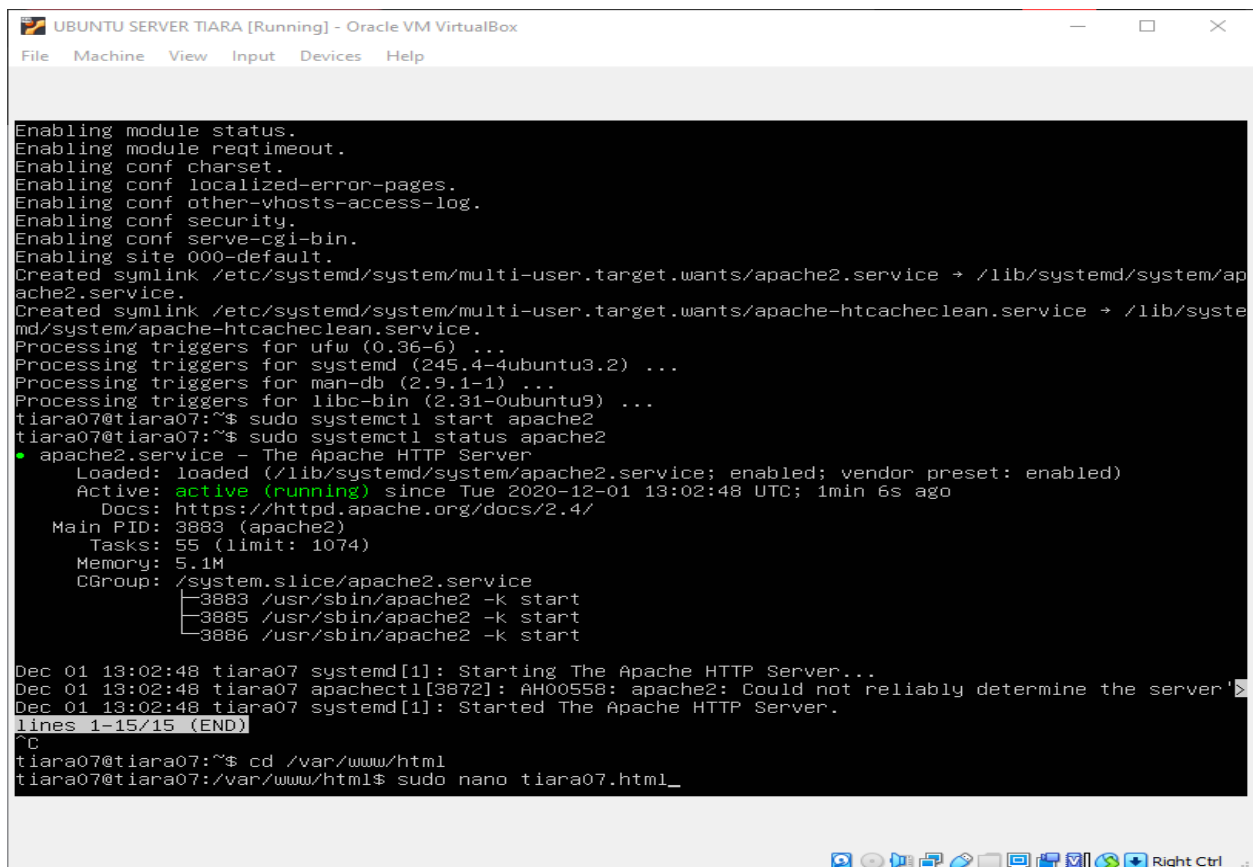 UBUNTU SERVER TIARA [Running] - Oracle VM VirtualBox
File Machine View Input Devices Help
Enabling module status.
Enabling module reqtimeout.
Enabling conf charset.
Enabling conf localized-error-pages.
Enabling conf other-vhosts-access-log.
Enabling conf security.
Enabling conf serve-cgi-bin.
Enabling site 000-default.
Created symlink /etc/systemd/system/multi-user.target.wants/apache2.service → /lib/systemd/system/ap
ache2.service.
Created symlink /etc/systemd/system/multi-user.target.wants/apache-htcacheclean.service → /lib/syste
md/system/apache-htcacheclean.service.
Processing triggers for ufw (0.36-6) ...
Processing triggers for systemd (245.4-4ubuntu3.2) ...
Processing triggers for man-db (2.9.1-1) ...
Processing triggers for libc-bin (2.31-0ubuntu9) ...
tiara07@tiara07:~$ sudo systemctl start apache2
tiara07@tiara07:~$ sudo systemctl status apache2
● apache2.service - The Apache HTTP Server
     Loaded: loaded (/lib/systemd/system/apache2.service; enabled; vendor preset: enabled)
     Active: active (running) since Tue 2020-12-01 13:02:48 UTC; 1min 6s ago
       Docs: https://httpd.apache.org/docs/2.4/
   Main PID: 3883 (apache2)
      Tasks: 55 (limit: 1074)
     Memory: 5.1M
     CGroup: /system.slice/apache2.service
             ├─3883 /usr/sbin/apache2 -k start
             ├─3885 /usr/sbin/apache2 -k start
             └─3886 /usr/sbin/apache2 -k start
Dec 01 13:02:48 tiara07 systemd[1]: Starting The Apache HTTP Server...
Dec 01 13:02:48 tiara07 apachectl[3872]: AH00558: apache2: Could not reliably determine the server'>
Dec 01 13:02:48 tiara07 systemd[1]: Started The Apache HTTP Server.
lines 1-15/15 (END)
^C
tiara07@tiara07:~$ cd /var/www/html
tiara07@tiara07:/var/www/html$ sudo nano tiara07.html_
Right Ctrl